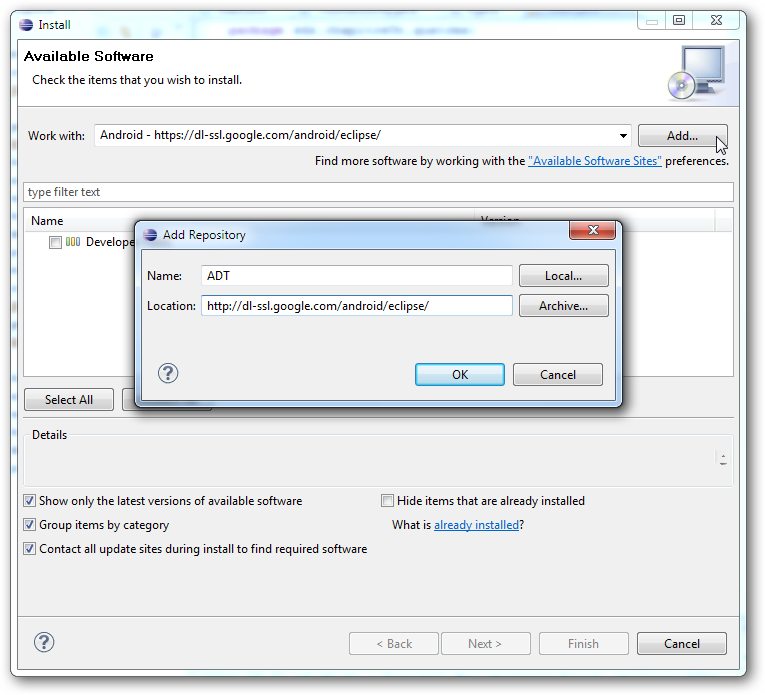 Install
Available Software
Check the items that you wish to install.
Work with: Android - https://dl-ssl.google.com/android/eclipse/ Add...
Find more software by working with the "Available Software Sites" preferences.
type filter text
Name Version
Add Repository
Name: ADT Local...
Location: http://dl-ssl.google.com/android/eclipse/ Archive...
? OK Cancel
Select All
Details
Show only the latest versions of available software Hide items that are already installed
Group items by category What is already installed?
Contact all update sites during install to find required software
? < Back Next > Finish Cancel